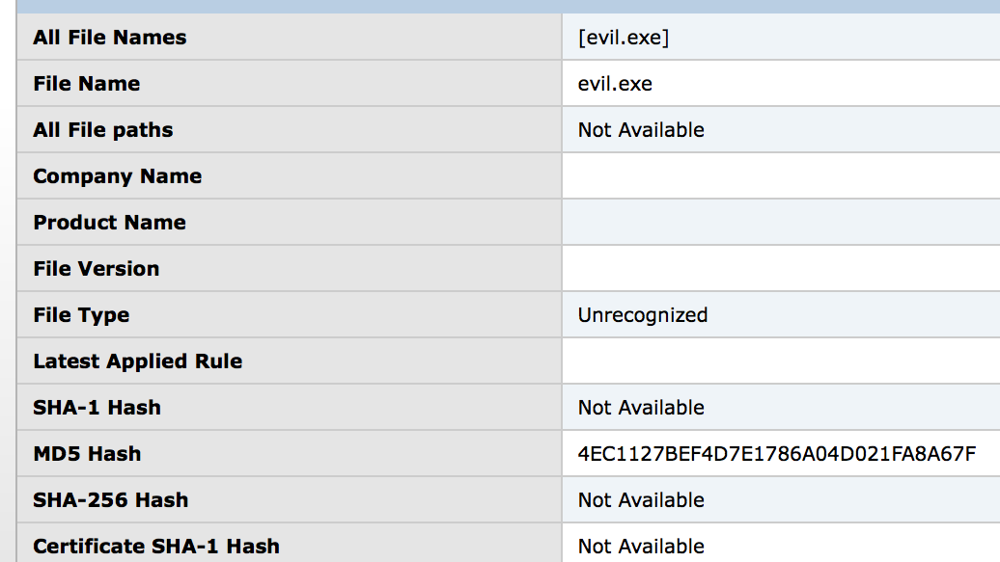 All File Names [evil.exe]
File Name evil.exe
All File paths Not Available
Company Name
Product Name
File Version
File Type Unrecognized
Latest Applied Rule
SHA-1 Hash Not Available
MD5 Hash 4EC1127BEF4D7E1786A04D021FA8A67F
SHA-256 Hash Not Available
Certificate SHA-1 Hash Not Available